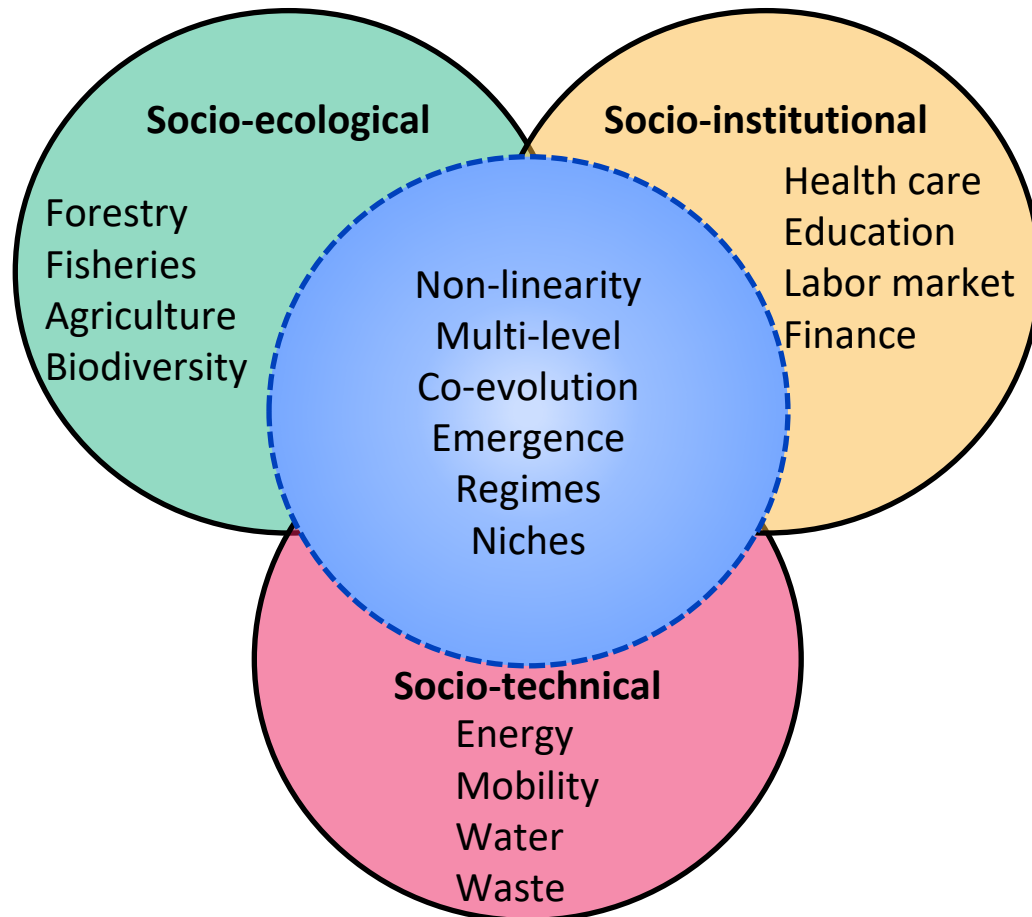 Socio-ecological
Forestry
Fisheries
Agriculture
Biodiversity
Socio-institutional
Health care
Education
Labor market
Finance
Non-linearity
Multi-level
Co-evolution
Emergence
Regimes
Niches
Socio-technical
Energy
Mobility
Water
Waste